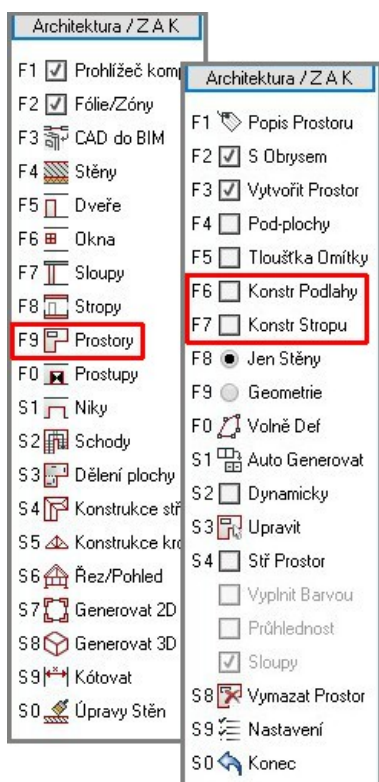 Architektura / Z A K
F1 Prohlížeč kom
F2 Fólie/Zóny
F3 CAD do BIM
F4 Stěny
F5 Dveře
F6 Okna
F7 Sloupy
F8 Stropy
F9 Prostory
F0 Prostupy
S1 Niky
S2 Schody
S3 Dělení plochy
S4 Konstrukce stř
S5 Konstrukce kro
S6 Řez/Pohled
S7 Generovat 2D
S8 Generovat 3D
S9 Kótovat
S0 Úpravy Stěn
Architektura / Z A K
F1 Popis Prostoru
F2 S Obrysem
F3 Vytvořit Prostor
F4 Pod-plochy
F5 Tloušťka Omítky
F6 Konstr Podlahy
F7 Konstr Stropu
F8 Jen Stěny
F9 Geometrie
F0 Volně Def
S1 Auto Generovat
S2 Dynamicky
S3 Upravit
S4 Stř Prostor
Vyplnit Barvou
Průhlednost
Sloupy
S8 Vymazat Prostor
S9 Nastavení
S0 Konec